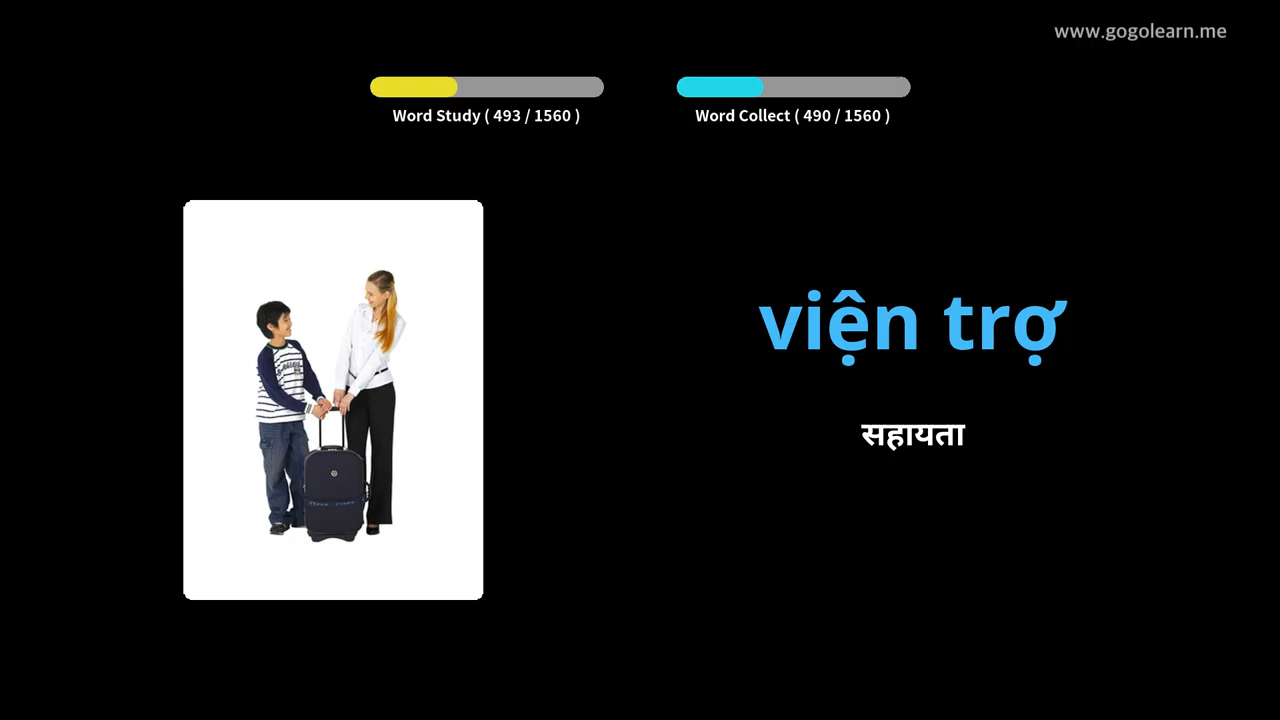 www.gogolearn.me
Word Study ( 493 / 1560 )
Word Collect ( 490 / 1560 )
viện trợ
सहायता